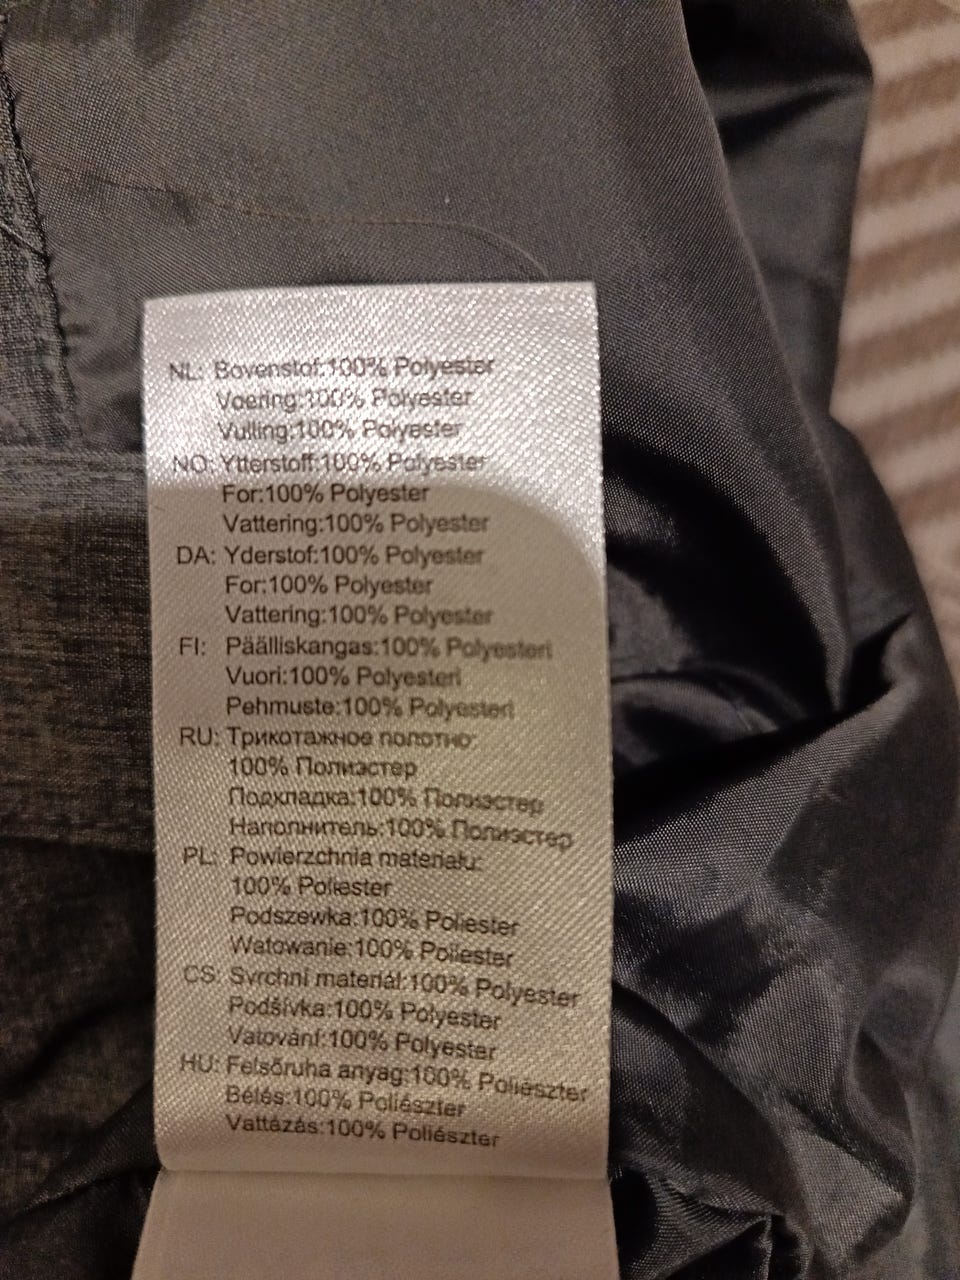 NL: Bovenstof:100% Polyester
Voering:100% Polyester
Vulling:100% Polyester
NO: Ytterstoff:100% Polyester
For:100% Polyester
Vattering:100% Polyester
DA: Yderstof:100% Polyester
For:100% Polyester
Vattering:100% Polyester
FI: Päälliskangas:100% Polyesteri
Vuori:100% Polyesteri
Pehmuste:100% Polyesteri
RU: Трикотажное полотно:
100% Полиэстер
Подкладка:100% Полиэстер
Наполнитель:100% Полиэстер
PL: Powierzchnia materiału:
100% Poliester
Podszewka:100% Poliester
Watowanie:100% Poliester
CS: Svrchní materiál:100% Polyester
Podšívka:100% Polyester
Vatování:100% Polyester
HU: Felsőruha anyag:100% Poliészter
Bélés:100% Poliészter
Vattázás:100% Poliészter